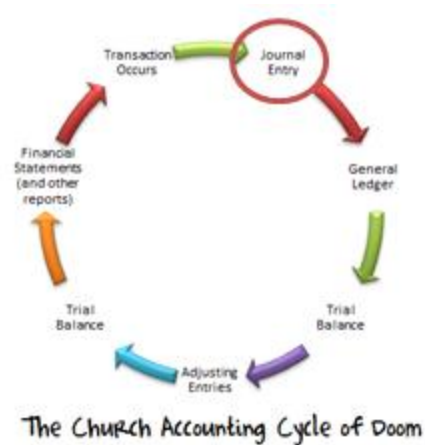 Transaction
Occurs
Journal
Entry
General
Ledger
Trial
Balance
Adjusting
Entries
Trial
Balance
Financial
Statements
(and other
reports)
The Church Accounting Cycle of Doom